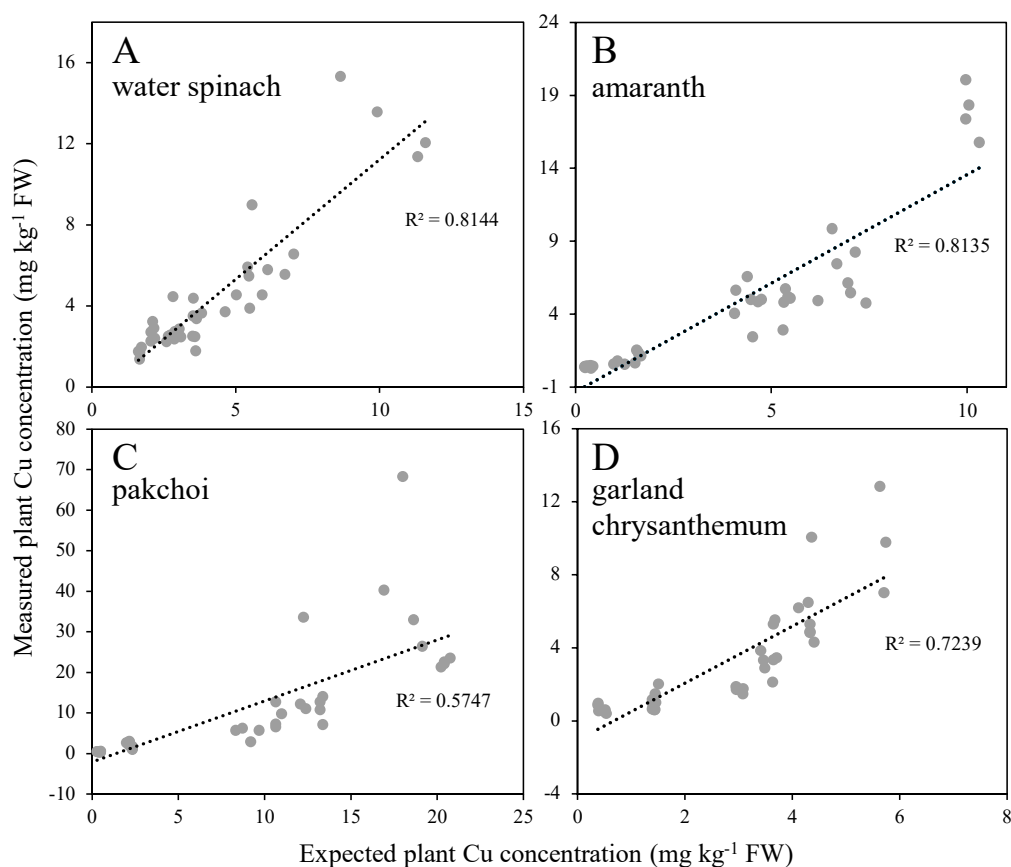 Measured plant Cu concentration (mg kg⁻¹ FW)
A
water spinach
R² = 0.8144
16
12
8
4
0
0 5 10 15
B
amaranth
R² = 0.8135
24
19
14
9
4
-1
0 5 10
C
pakchoi
R² = 0.5747
80
70
60
50
40
30
20
10
0
-10
0 5 10 15 20 25
D
garland
chrysanthemum
R² = 0.7239
16
12
8
4
0
-4
0 2 4 6 8
Expected plant Cu concentration (mg kg⁻¹ FW)